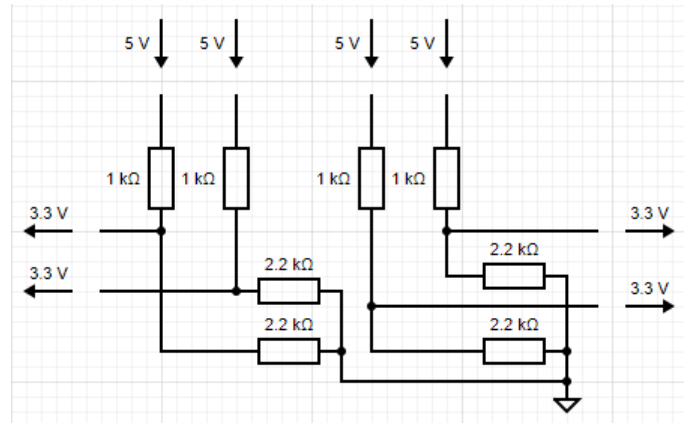 5 V 5 V 5 V 5 V
1 kΩ 1 kΩ 1 kΩ 1 kΩ
3.3 V 3.3 V
2.2 kΩ
3.3 V 2.2 kΩ 3.3 V
2.2 kΩ 2.2 kΩ